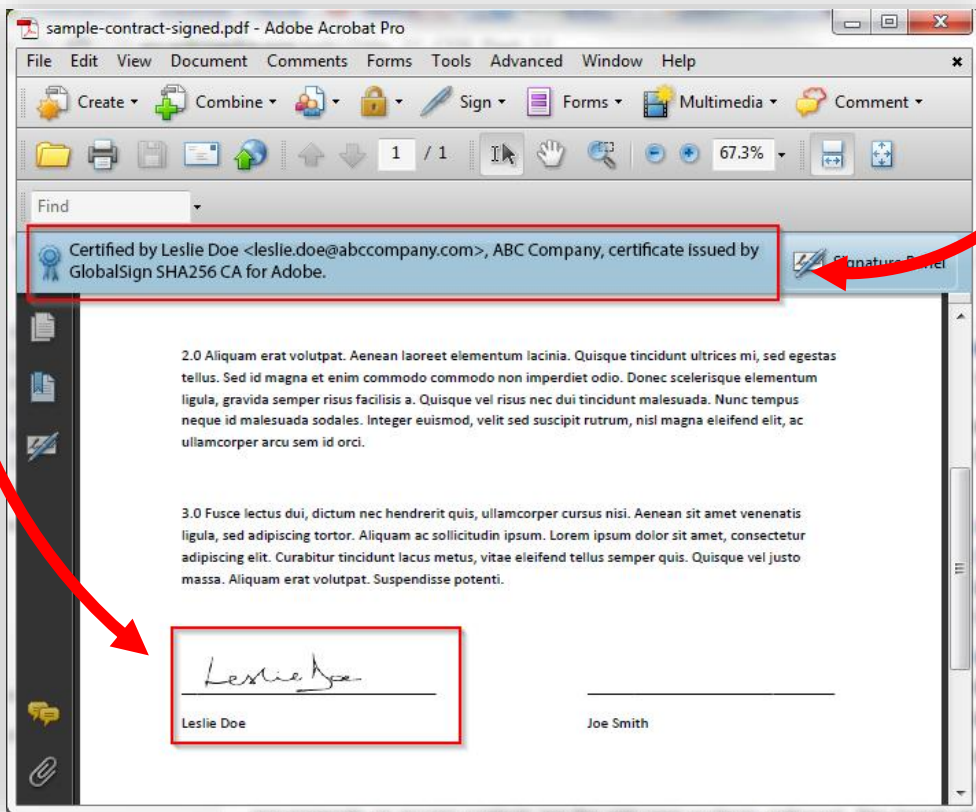 sample-contract-signed.pdf - Adobe Acrobat Pro
File Edit View Document Comments Forms Tools Advanced Window Help
Create Combine Sign Forms Multimedia Comment
1 / 1 67.3%
Find
Certified by Leslie Doe <leslie.doe@abccompany.com>, ABC Company, certificate issued by
GlobalSign SHA256 CA for Adobe.
Signature Panel
2.0 Aliquam erat volutpat. Aenean laoreet elementum lacinia. Quisque tincidunt ultrices mi, sed egestas
tellus. Sed id magna et enim commodo commodo non imperdiet odio. Donec scelerisque elementum
ligula, gravida semper risus facilisis a. Quisque vel risus nec dui tincidunt malesuada. Nunc tempus
neque id malesuada sodales. Integer euismod, velit sed suscipit rutrum, nisl magna eleifend elit, ac
ullamcorper arcu sem id orci.
3.0 Fusce lectus dui, dictum nec hendrerit quis, ullamcorper cursus nisi. Aenean sit amet venenatis
ligula, sed adipiscing tortor. Aliquam ac sollicitudin ipsum. Lorem ipsum dolor sit amet, consectetur
adipiscing elit. Curabitur tincidunt lacus metus, vitae eleifend tellus semper quis. Quisque vel justo
massa. Aliquam erat volutpat. Suspendisse potenti.
Leslie Doe
Leslie Doe Joe Smith